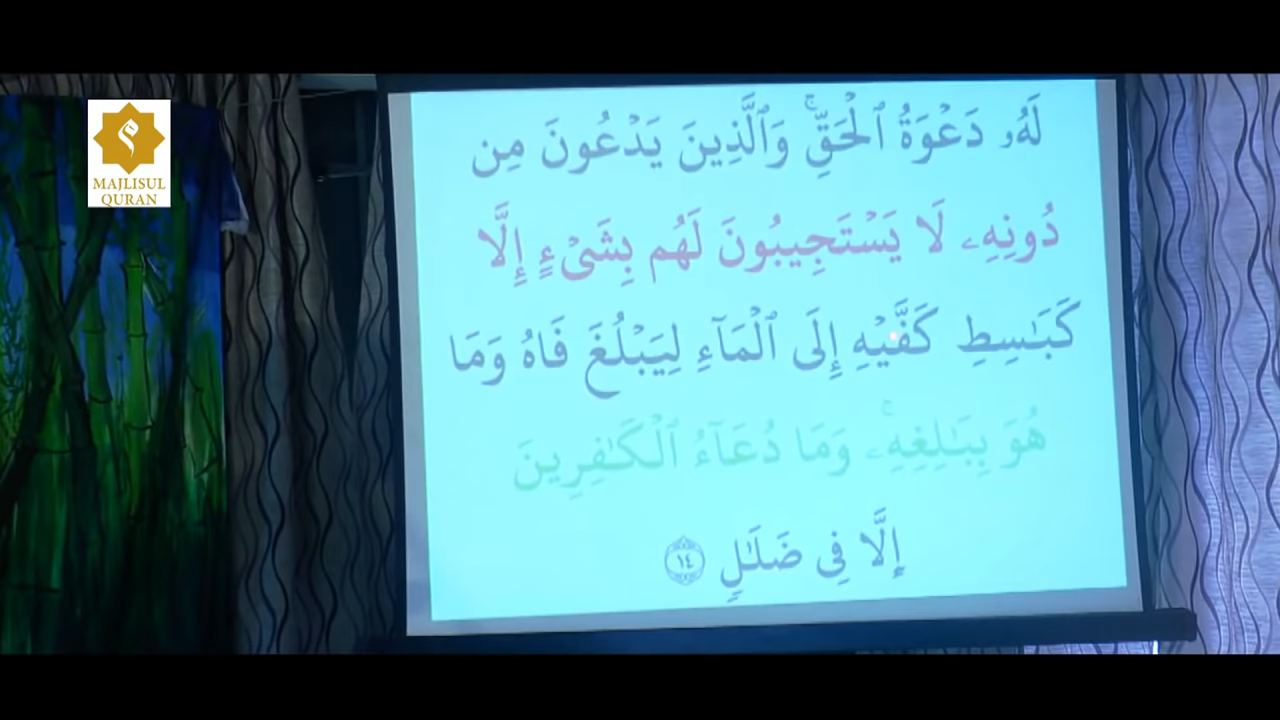 MAJLISUL
QURAN
لَهُۥ دَعْوَةُ ٱلْحَقِّ ۚ وَٱلَّذِينَ يَدْعُونَ مِن
دُونِهِۦ لَا يَسْتَجِيبُونَ لَهُم بِشَىْءٍ إِلَّا
كَبَـٰسِطِ كَفَّيْهِ إِلَى ٱلْمَآءِ لِيَبْلُغَ فَاهُ وَمَا
هُوَ بِبَـٰلِغِهِۦ ۚ وَمَا دُعَآءُ ٱلْكَـٰفِرِينَ
إِلَّا فِى ضَلَـٰلٍ ١٤